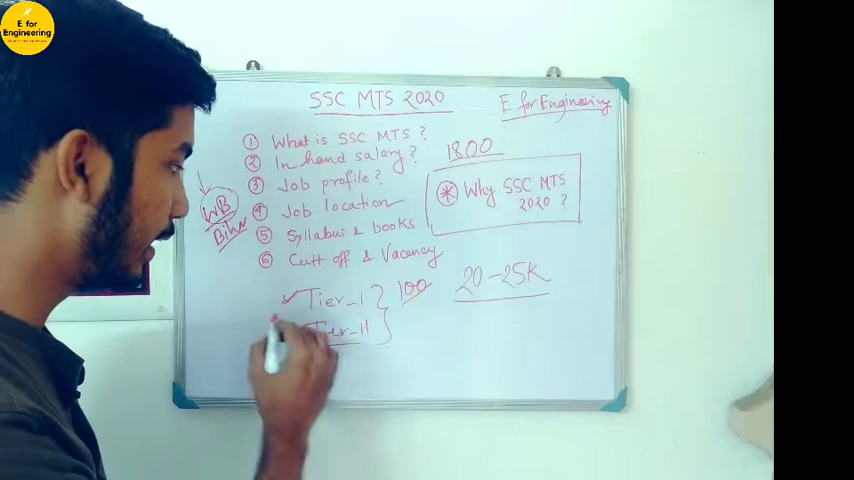 E for
Engineering
SSC MTS 2020
E for Engineering
① What is SSC MTS ?
② In hand salary ?
1800
③ Job profile ?
④ Job location
⑤ Syllabus & books
⑥ Cutt off & Vacancy
* Why SSC MTS
2020 ?
WB
Bihar
✓ Tier-I } 100
Tier-II
20-25K